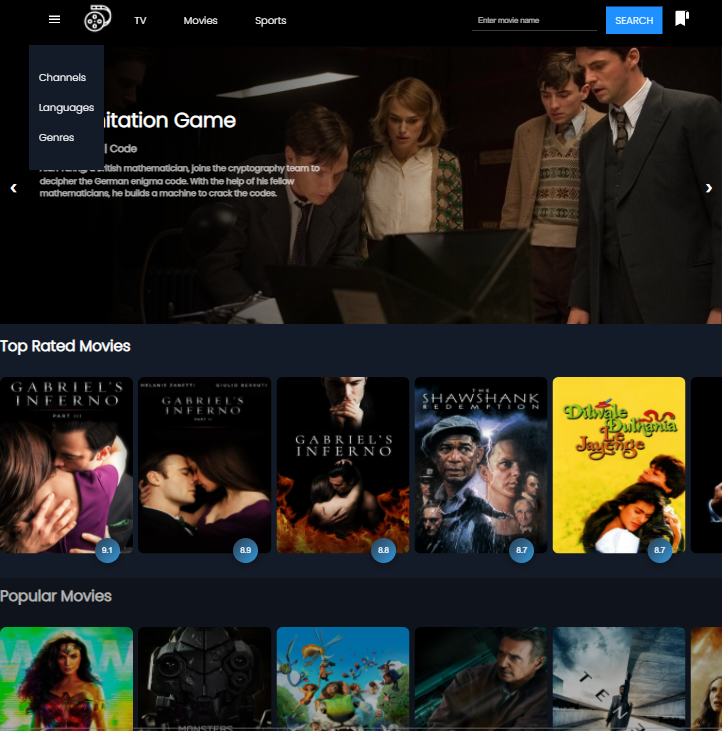 TV Movies Sports Enter movie name SEARCH
Channels
Languages
Genres
itation Game
| Code
tish mathematician, joins the cryptography team to
decipher the German enigma code. With the help of his fellow
mathematicians, he builds a machine to crack the codes.
Top Rated Movies
GABRIEL'S
INFERNO
PART III
9.1
MELANIE ZANETTI GIULIO BERRUTI
GABRIEL'S
INFERNO
PART II
8.9
GABRIEL'S
INFERNO
8.8
THE
SHAWSHANK
REDEMPTION
8.7
Dilwale
Dulhania
Le
Jayenge
8.7
Popular Movies
MONSTERS
TEN